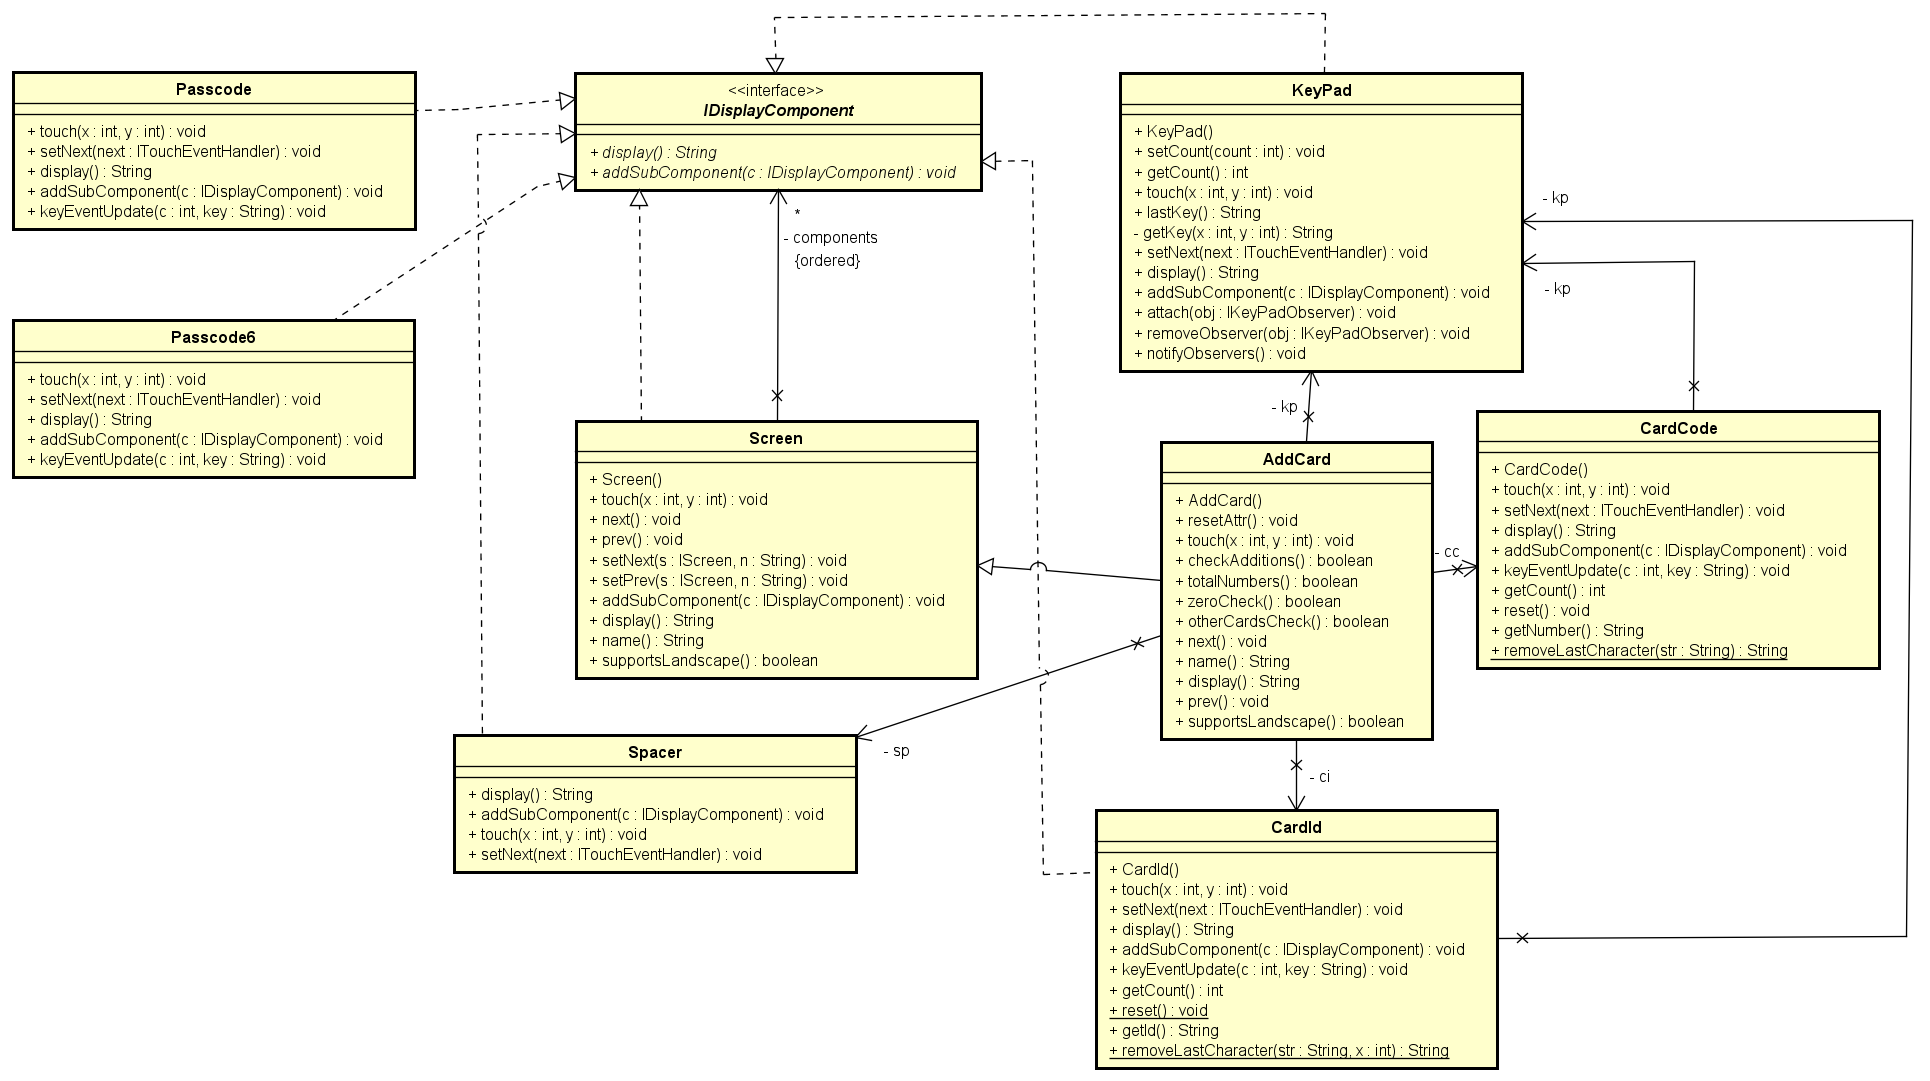 Passcode
+ touch(x : int, y : int) : void
+ setNext(next : ITouchEventHandler) : void
+ display() : String
+ addSubComponent(c : IDisplayComponent) : void
+ keyEventUpdate(c : int, key : String) : void
<<interface>>
IDisplayComponent
+ display() : String
+ addSubComponent(c : IDisplayComponent) : void
KeyPad
+ KeyPad()
+ setCount(count : int) : void
+ getCount() : int
+ touch(x : int, y : int) : void
+ lastKey() : String
- getKey(x : int, y : int) : String
+ setNext(next : ITouchEventHandler) : void
+ display() : String
+ addSubComponent(c : IDisplayComponent) : void
+ attach(obj : IKeyPadObserver) : void
+ removeObserver(obj : IKeyPadObserver) : void
+ notifyObservers() : void
- kp
- kp
*
- components
{ordered}
Passcode6
+ touch(x : int, y : int) : void
+ setNext(next : ITouchEventHandler) : void
+ display() : String
+ addSubComponent(c : IDisplayComponent) : void
+ keyEventUpdate(c : int, key : String) : void
- kp
Screen
+ Screen()
+ touch(x : int, y : int) : void
+ next() : void
+ prev() : void
+ setNext(s : IScreen, n : String) : void
+ setPrev(s : IScreen, n : String) : void
+ addSubComponent(c : IDisplayComponent) : void
+ display() : String
+ name() : String
+ supportsLandscape() : boolean
AddCard
+ AddCard()
+ resetAttr() : void
+ touch(x : int, y : int) : void
+ checkAdditions() : boolean
+ totalNumbers() : boolean
+ zeroCheck() : boolean
+ otherCardsCheck() : boolean
+ next() : void
+ name() : String
+ display() : String
+ prev() : void
+ supportsLandscape() : boolean
- cc
CardCode
+ CardCode()
+ touch(x : int, y : int) : void
+ setNext(next : ITouchEventHandler) : void
+ display() : String
+ addSubComponent(c : IDisplayComponent) : void
+ keyEventUpdate(c : int, key : String) : void
+ getCount() : int
+ reset() : void
+ getNumber() : String
+ removeLastCharacter(str : String) : String
Spacer
+ display() : String
+ addSubComponent(c : IDisplayComponent) : void
+ touch(x : int, y : int) : void
+ setNext(next : ITouchEventHandler) : void
- sp
- ci
CardId
+ CardId()
+ touch(x : int, y : int) : void
+ setNext(next : ITouchEventHandler) : void
+ display() : String
+ addSubComponent(c : IDisplayComponent) : void
+ keyEventUpdate(c : int, key : String) : void
+ getCount() : int
+ reset() : void
+ getId() : String
+ removeLastCharacter(str : String, x : int) : String